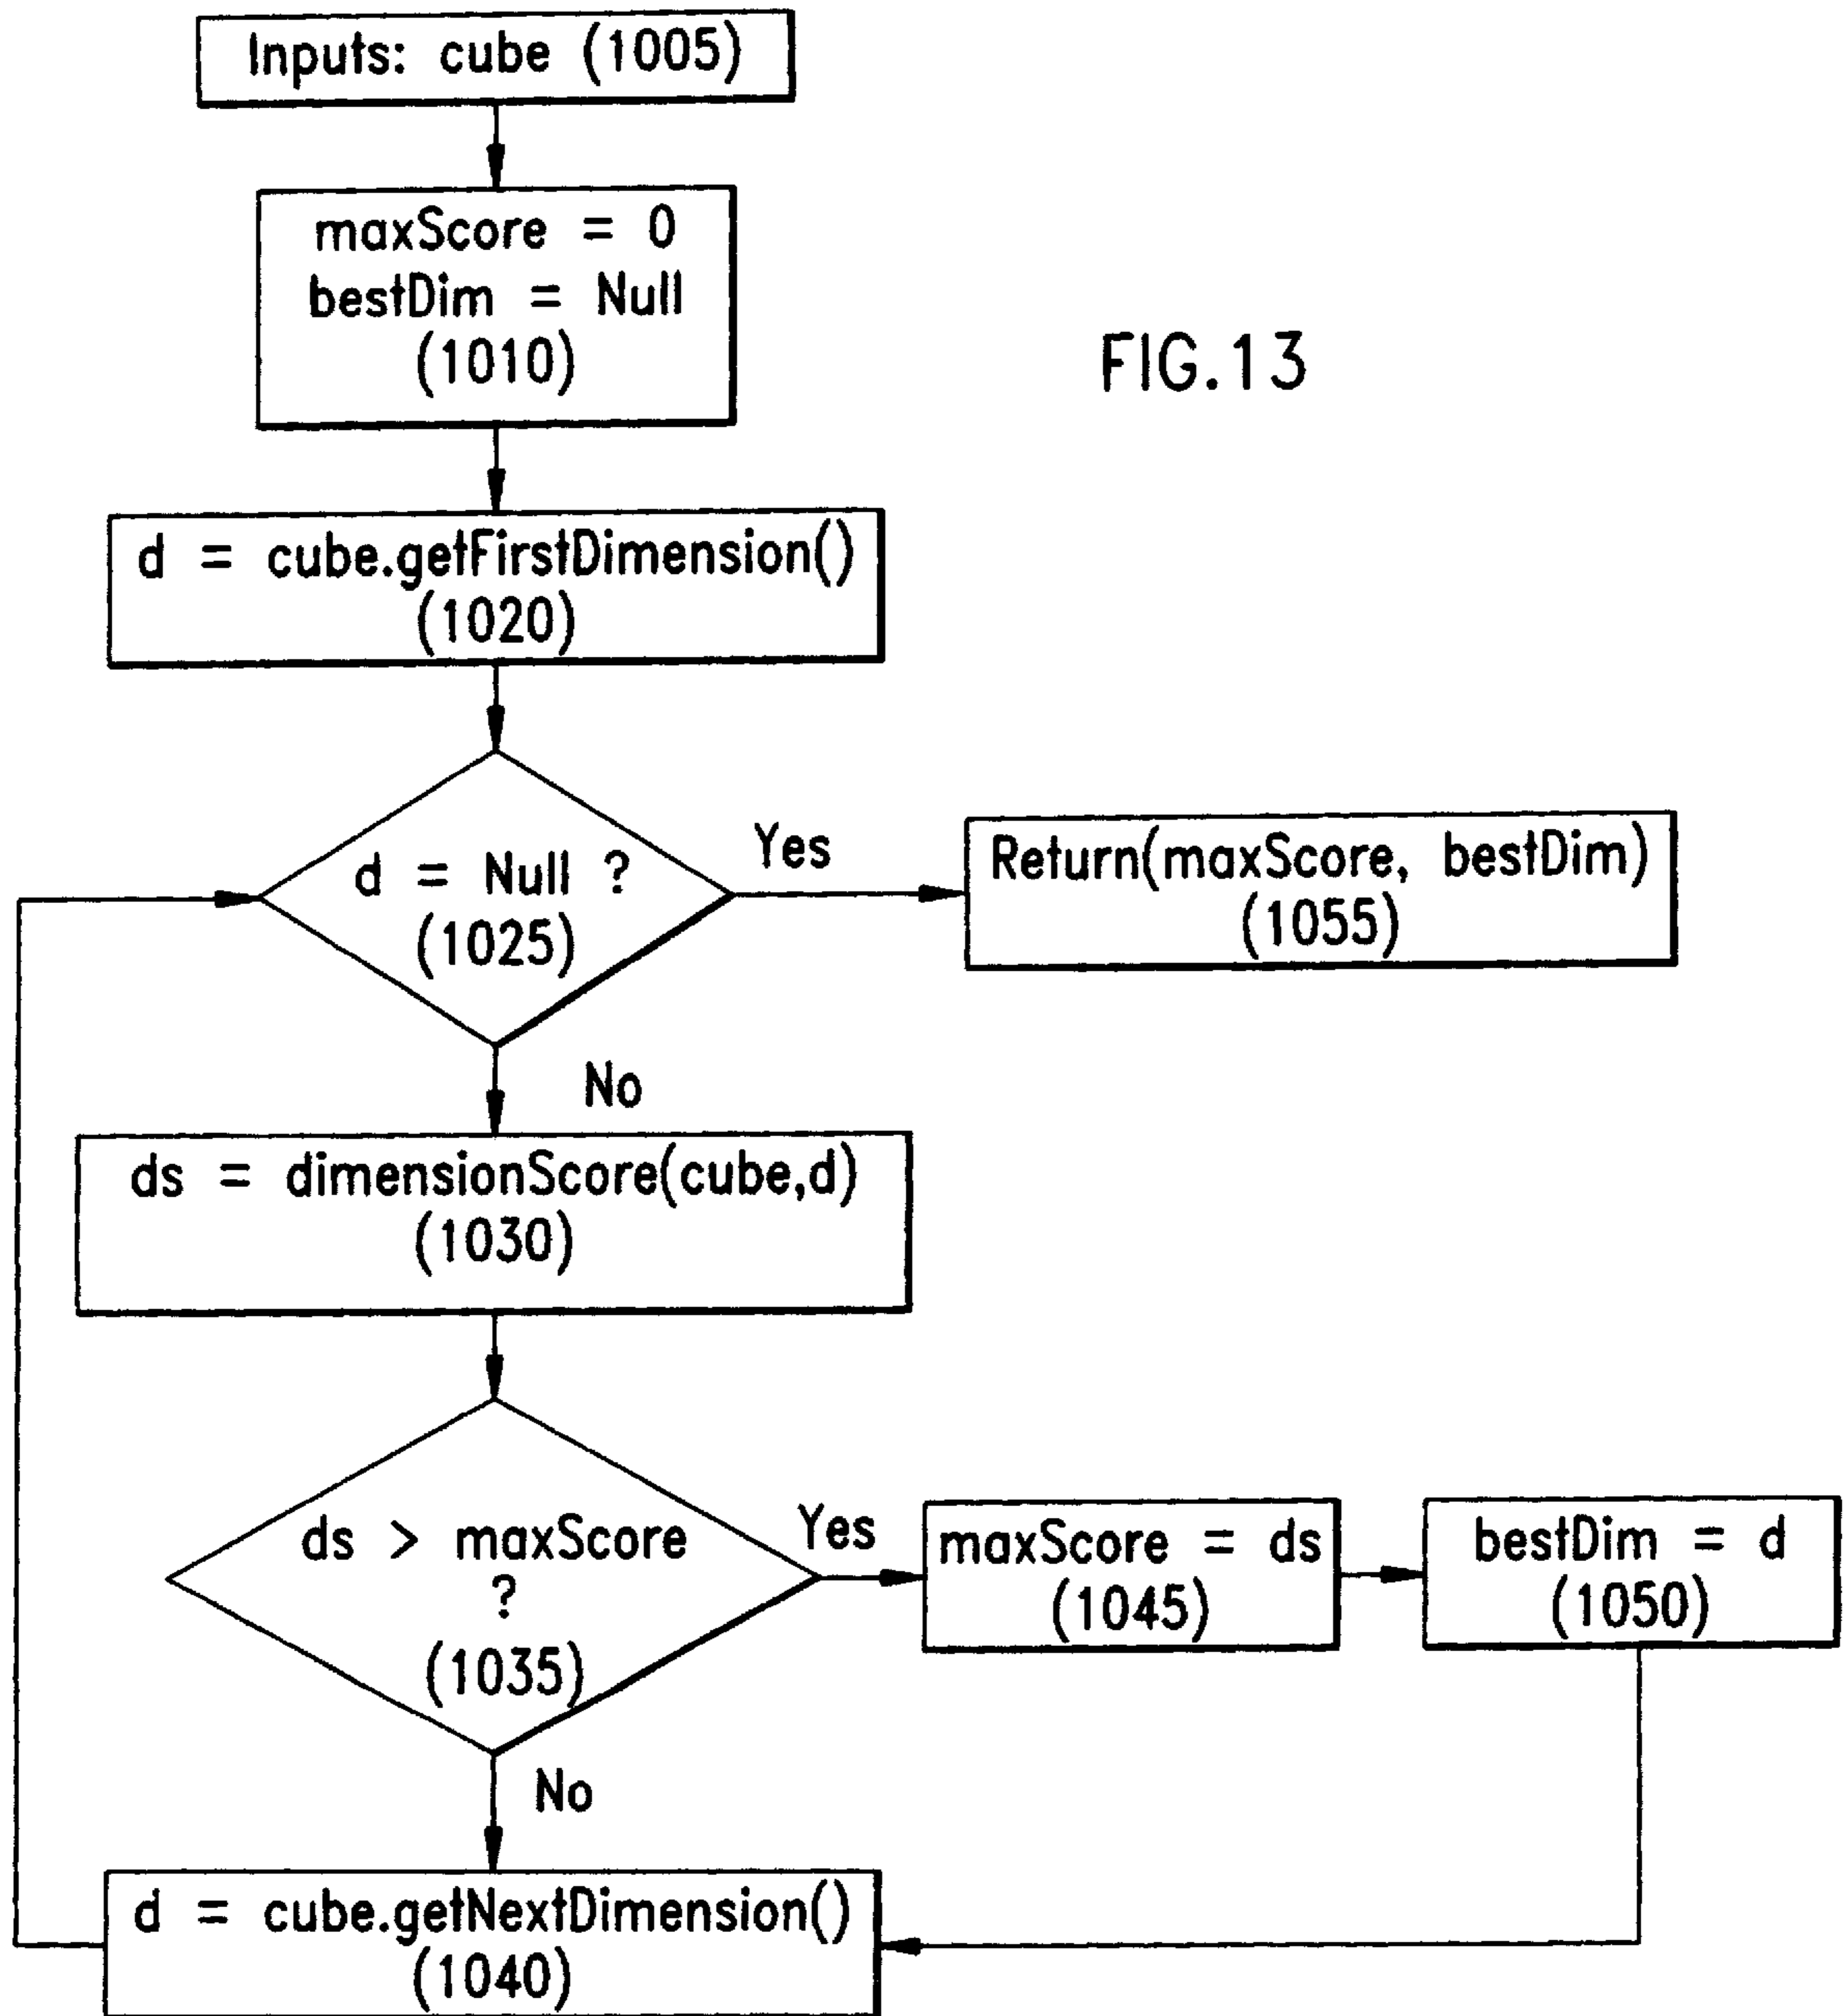 Inputs: cube (1005)
maxScore = 0
bestDim = Null
(1010)
FIG.13
d = cube.getFirstDimension()
(1020)
d = Null ?
(1025)
Yes
Return(maxScore, bestDim)
(1055)
No
ds = dimensionScore(cube,d)
(1030)
ds > maxScore
?
(1035)
Yes
maxScore = ds
(1045)
bestDim = d
(1050)
No
d = cube.getNextDimension()
(1040)